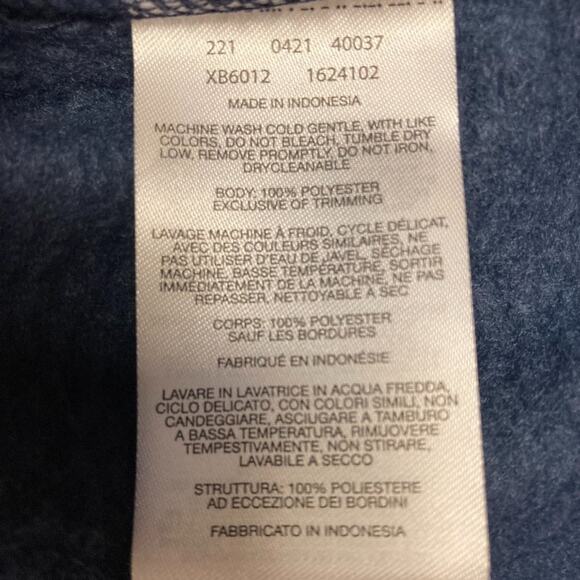 221 0421 40037
XB6012 1624102
MADE IN INDONESIA
MACHINE WASH COLD GENTLE, WITH LIKE
COLORS, DO NOT BLEACH, TUMBLE DRY
LOW, REMOVE PROMPTLY, DO NOT IRON,
DRYCLEANABLE
BODY: 100% POLYESTER
EXCLUSIVE OF TRIMMING
LAVAGE MACHINE À FROID, CYCLE DÉLICAT,
AVEC DES COULEURS SIMILAIRES, NE
PAS UTILISER D'EAU DE JAVEL, SÉCHAGE
MACHINE, BASSE TEMPÉRATURE, SORTIR
IMMÉDIATEMENT DE LA MACHINE, NE PAS
REPASSER, NETTOYABLE A SEC
CORPS: 100% POLYESTER
SAUF LES BORDURES
FABRIQUÉ EN INDONÉSIE
LAVARE IN LAVATRICE IN ACQUA FREDDA,
CICLO DELICATO, CON COLORI SIMILI, NON
CANDEGGIARE, ASCIUGARE A TAMBURO
A BASSA TEMPERATURA, RIMUOVERE
TEMPESTIVAMENTE, NON STIRARE,
LAVABILE A SECCO
STRUTTURA: 100% POLIESTERE
AD ECCEZIONE DEI BORDINI
FABBRICATO IN INDONESIA